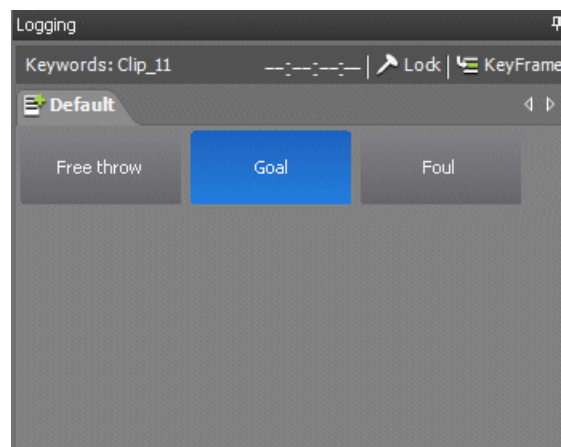 Logging
Keywords: Clip_11 --:--:--:-- | Lock | KeyFrame
Default
Free throw Goal Foul